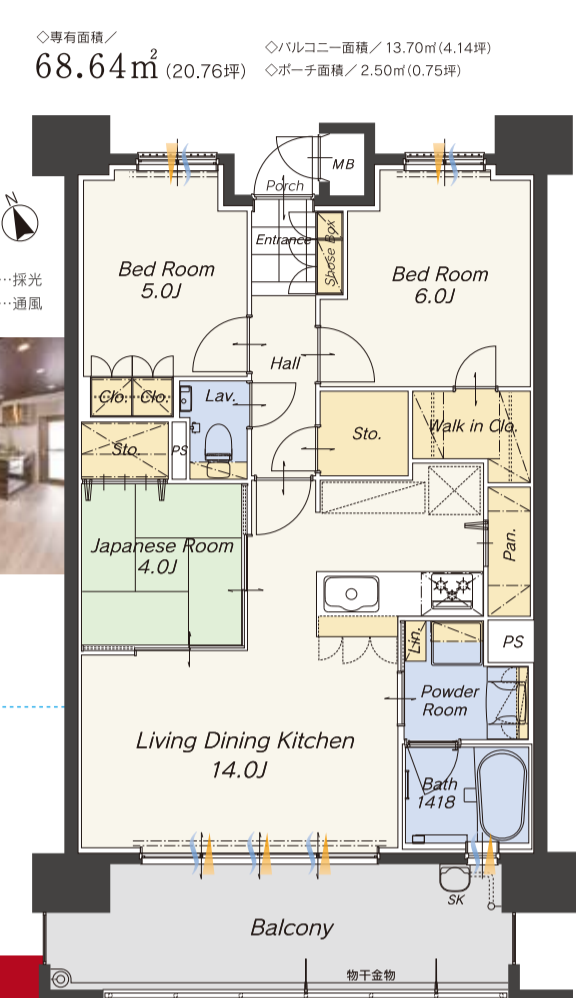 ◇専有面積／
68.64㎡(20.76坪)
◇バルコニー面積／13.70㎡(4.14坪)
◇ポーチ面積／2.50㎡(0.75坪)
MB
Porch
N
Entrance
Shose Box
Bed Room
5.0J
Bed Room
6.0J
…採光
…通風
Hall
Clo.
Clo.
Lav.
Sto.
Walk in Clo.
Sto.
PS
Japanese Room
4.0J
Pan.
Lin.
PS
Powder
Room
Living Dining Kitchen
14.0J
Bath
1418
SK
Balcony
物干金物